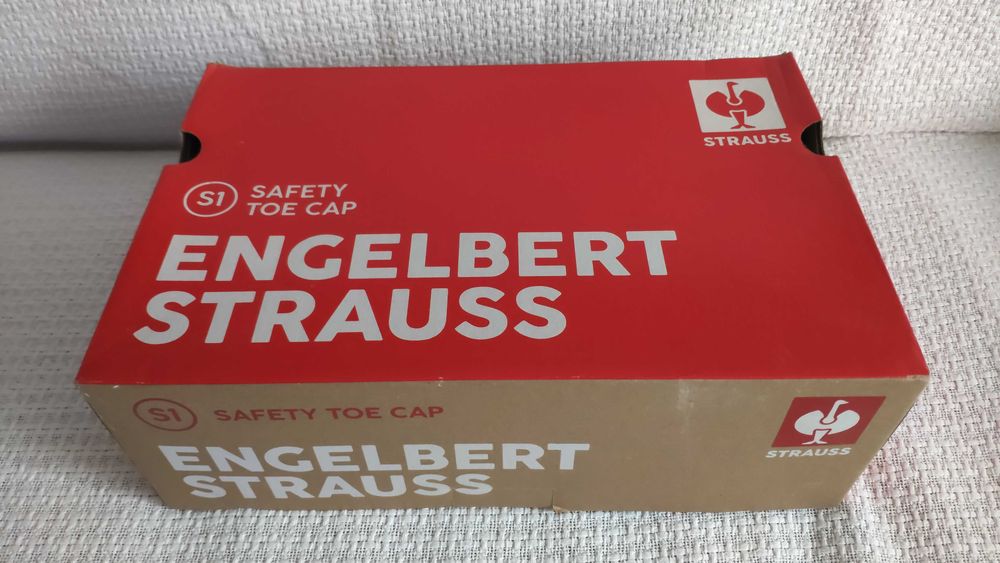 STRAUSS
S1 SAFETY
TOE CAP
ENGELBERT
STRAUSS
S1 SAFETY TOE CAP
ENGELBERT
STRAUSS
STRAUSS